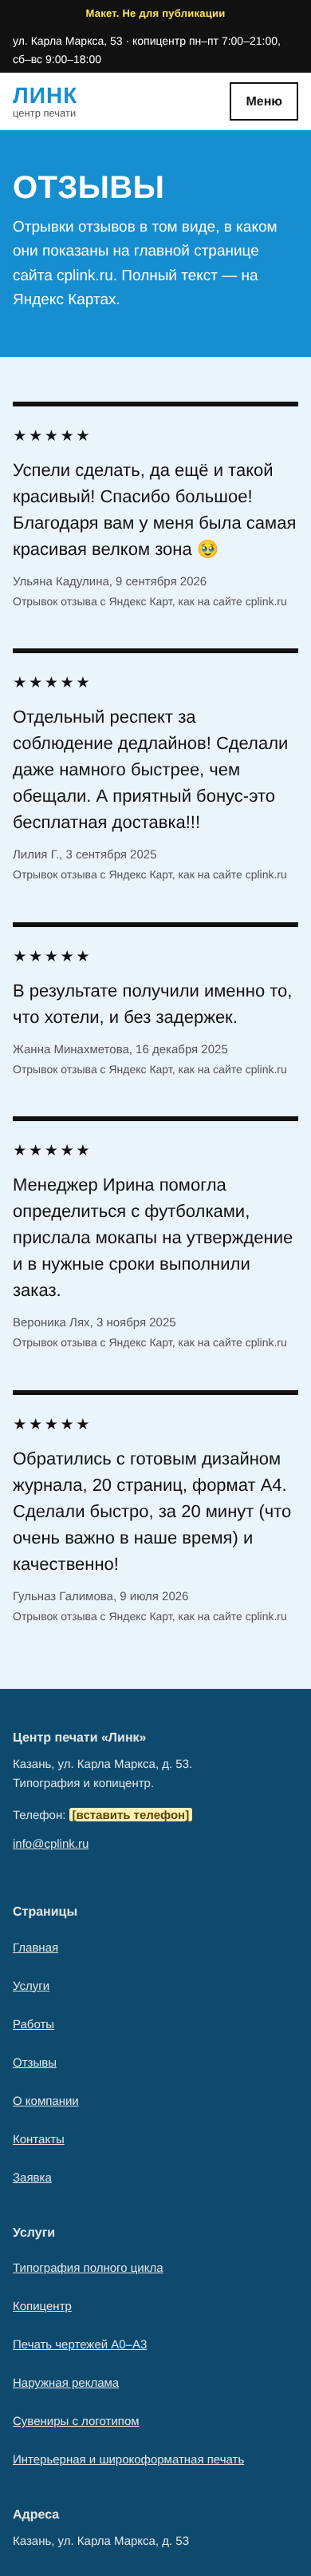 Макет. Не для публикации
ул. Карла Маркса, 53 · копицентр пн–пт 7:00–21:00,
сб–вс 9:00–18:00
ЛИНК
центр печати
Меню
ОТЗЫВЫ
Отрывки отзывов в том виде, в каком
они показаны на главной странице
сайта cplink.ru. Полный текст — на
Яндекс Картах.
★★★★★
Успели сделать, да ещё и такой
красивый! Спасибо большое!
Благодаря вам у меня была самая
красивая велком зона 🥹
Ульяна Кадулина, 9 сентября 2026
Отрывок отзыва с Яндекс Карт, как на сайте cplink.ru
★★★★★
Отдельный респект за
соблюдение дедлайнов! Сделали
даже намного быстрее, чем
обещали. А приятный бонус-это
бесплатная доставка!!!
Лилия Г., 3 сентября 2025
Отрывок отзыва с Яндекс Карт, как на сайте cplink.ru
★★★★★
В результате получили именно то,
что хотели, и без задержек.
Жанна Минахметова, 16 декабря 2025
Отрывок отзыва с Яндекс Карт, как на сайте cplink.ru
★★★★★
Менеджер Ирина помогла
определиться с футболками,
прислала мокапы на утверждение
и в нужные сроки выполнили
заказ.
Вероника Лях, 3 ноября 2025
Отрывок отзыва с Яндекс Карт, как на сайте cplink.ru
★★★★★
Обратились с готовым дизайном
журнала, 20 страниц, формат А4.
Сделали быстро, за 20 минут (что
очень важно в наше время) и
качественно!
Гульназ Галимова, 9 июля 2026
Отрывок отзыва с Яндекс Карт, как на сайте cplink.ru
Центр печати «Линк»
Казань, ул. Карла Маркса, д. 53.
Типография и копицентр.
Телефон: [вставить телефон]
info@cplink.ru
Страницы
Главная
Услуги
Работы
Отзывы
О компании
Контакты
Заявка
Услуги
Типография полного цикла
Копицентр
Печать чертежей А0–А3
Наружная реклама
Сувениры с логотипом
Интерьерная и широкоформатная печать
Адреса
Казань, ул. Карла Маркса, д. 53